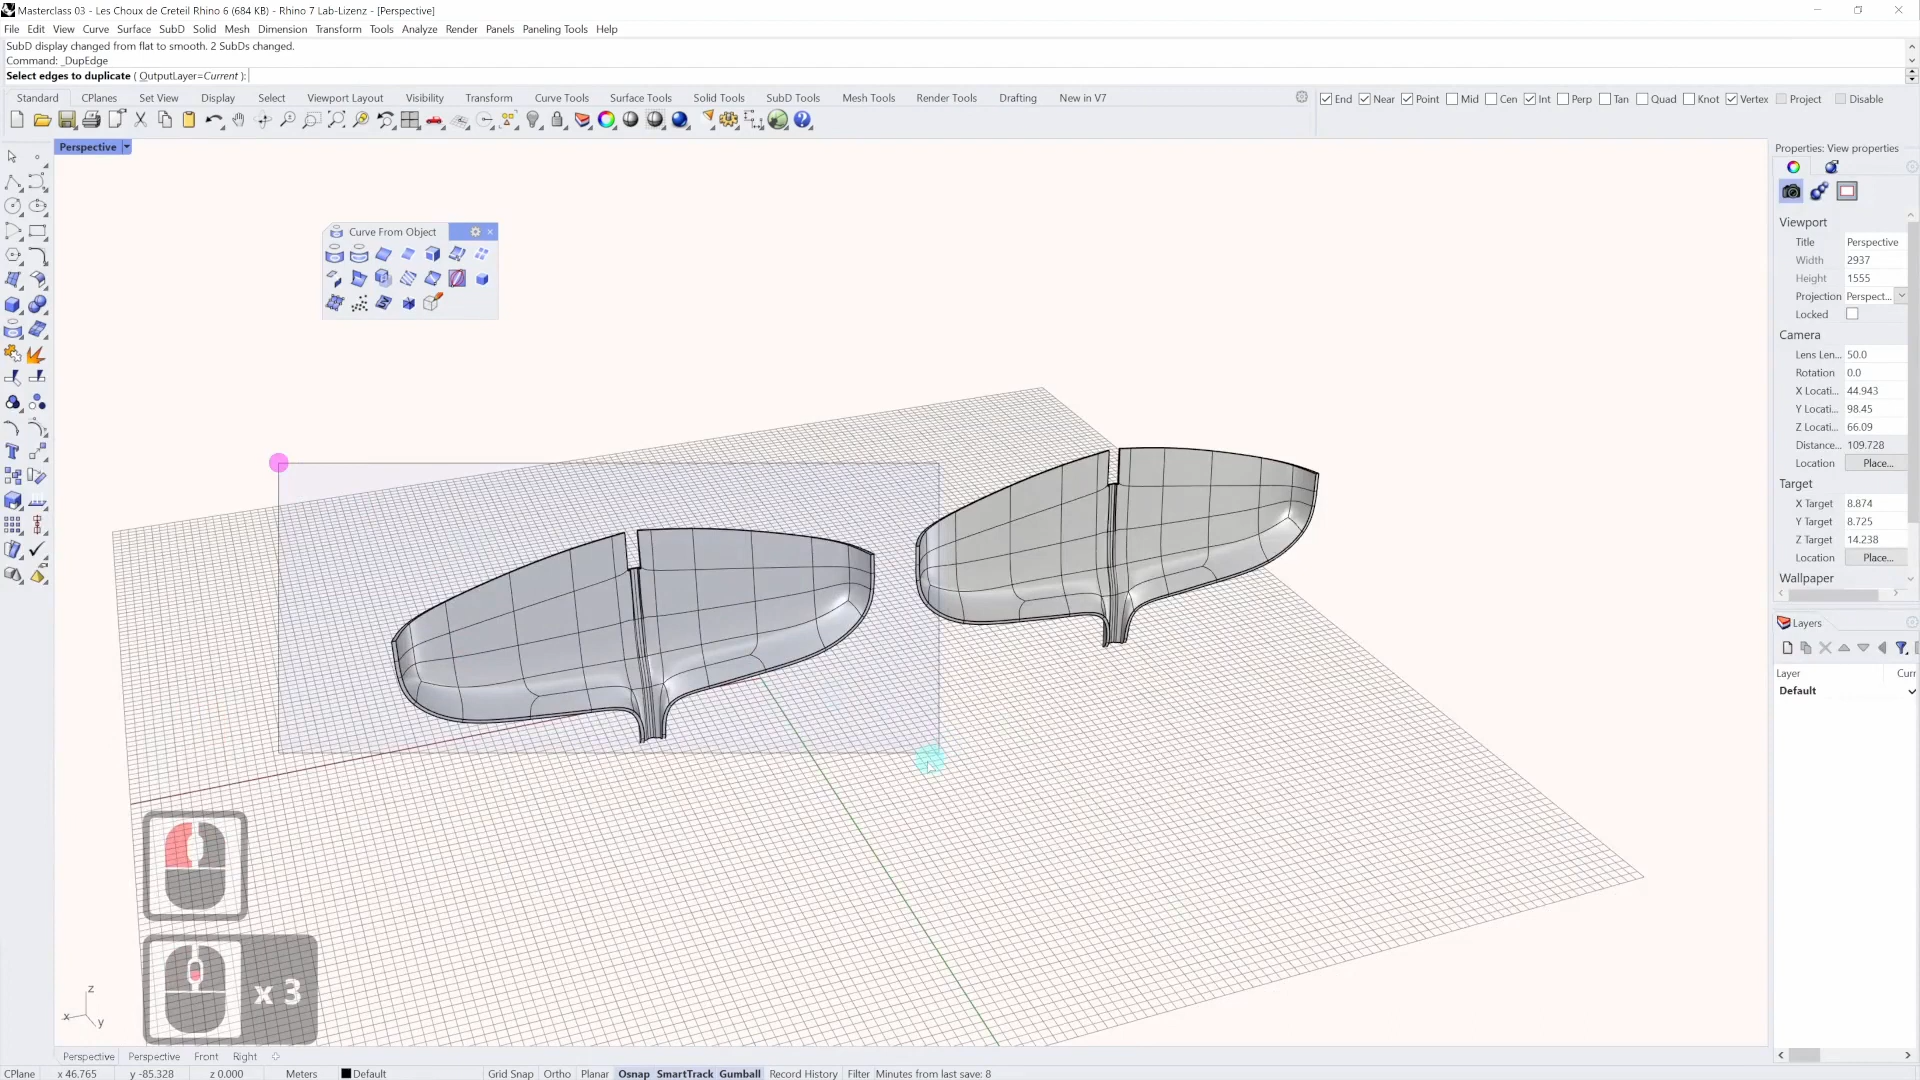 Masterclass 03 - Les Choux de Creteil Rhino 6 (684 KB) - Rhino 7 Lab-Lizenz - [Perspective]
File Edit View Curve Surface SubD Solid Mesh Dimension Transform Tools Analyze Render Panels Paneling Tools Help
SubD display changed from flat to smooth. 2 SubDs changed.
Command: _DupEdge
Select edges to duplicate ( OutputLayer=Current ):
Standard CPlanes Set View Display Select Viewport Layout Visibility Transform Curve Tools Surface Tools Solid Tools SubD Tools Mesh Tools Render Tools Drafting New in V7
End Near Point Mid Cen Int Perp Tan Quad Knot Vertex Project Disable
Perspective
Properties: View properties
Curve From Object
Viewport
Title Perspective
Width 2937
Height 1555
Projection Perspect...
Locked
Camera
Lens Len... 50.0
Rotation 0.0
X Locati... 44.943
Y Locati... 98.45
Z Locati... 66.09
Distance... 109.728
Location Place...
Target
X Target 8.874
Y Target 8.725
Z Target 14.238
Location Place...
Wallpaper
Layers
Layer Curr
Default
x 3
z
x
y
Perspective Perspective Front Right
CPlane x 46.765 y -85.328 z 0.000 Meters Default Grid Snap Ortho Planar Osnap SmartTrack Gumball Record History Filter Minutes from last save: 8